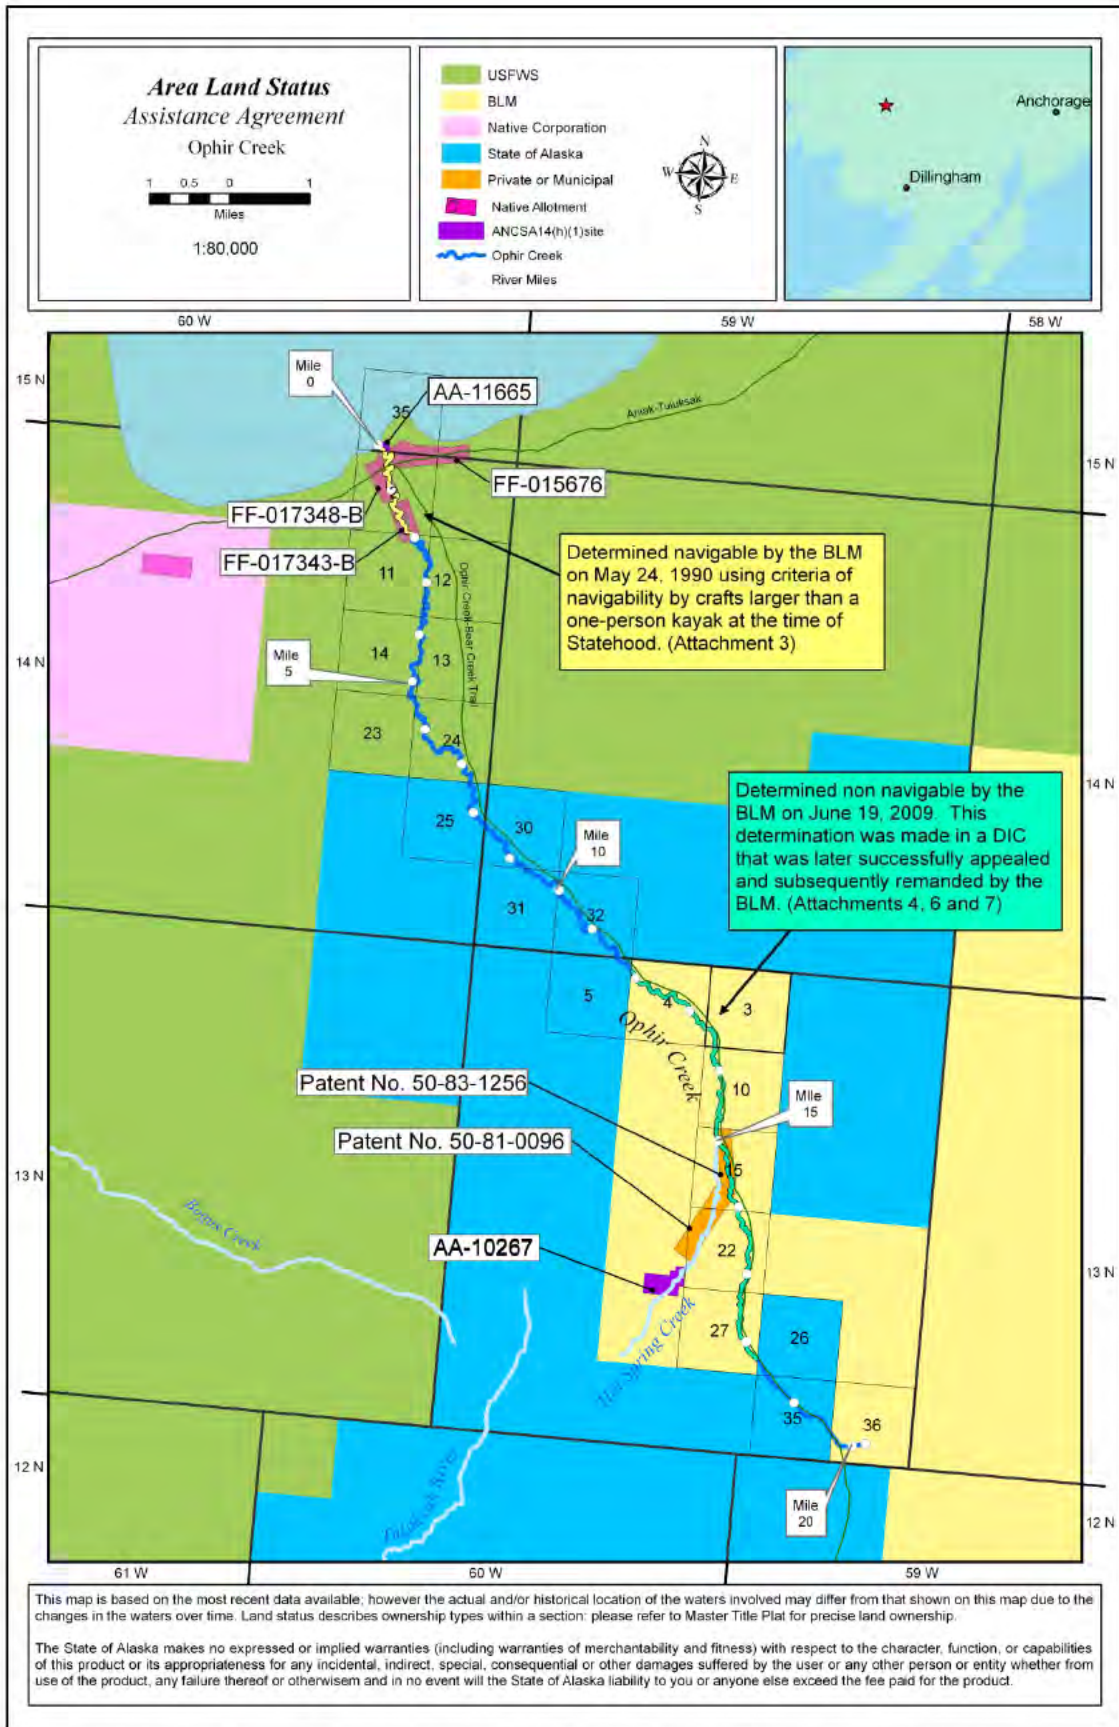 Area Land Status
Assistance Agreement
Ophir Creek
1 0.5 0 1
Miles
1:80,000
USFWS
BLM
Native Corporation
State of Alaska
Private or Municipal
Native Allotment
ANCSA14(h)(1)site
Ophir Creek
River Miles
N
W E
S
Anchorage
Dillingham
60 W
59 W
58 W
15 N
Mile
0
35
AA-11665
Aniak-Tuluksak
15 N
FF-015676
FF-017348-B
FF-017343-B
11
12
Determined navigable by the BLM
on May 24, 1990 using criteria of
navigability by crafts larger than a
one-person kayak at the time of
Statehood. (Attachment 3)
Ophir Creek-Bear Creek Trail
14 N
Mile
5
14
13
23
24
14 N
Determined non navigable by the
BLM on June 19, 2009. This
determination was made in a DIC
that was later successfully appealed
and subsequently remanded by the
BLM. (Attachments 4, 6 and 7)
25
30
Mile
10
31
32
5
4
3
Ophir Creek
Patent No. 50-83-1256
10
Mile
15
Patent No. 50-81-0096
15
13 N
22
AA-10267
13 N
Hot Spring Creek
27
26
35
36
12 N
Mile
20
12 N
61 W
60 W
59 W
This map is based on the most recent data available; however the actual and/or historical location of the waters involved may differ from that shown on this map due to the
changes in the waters over time. Land status describes ownership types within a section: please refer to Master Title Plat for precise land ownership.
The State of Alaska makes no expressed or implied warranties (including warranties of merchantability and fitness) with respect to the character, function, or capabilities
of this product or its appropriateness for any incidental, indirect, special, consequential or other damages suffered by the user or any other person or entity whether from
use of the product, any failure thereof or otherwisem and in no event will the State of Alaska liability to you or anyone else exceed the fee paid for the product.